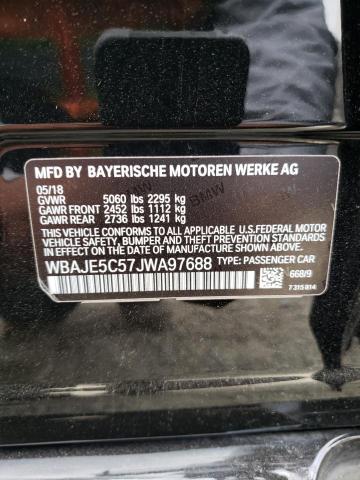 MFD BY BAYERISCHE MOTOREN WERKE AG
05/18
GVWR 5060 lbs 2295 kg
GAWR FRONT 2452 lbs 1112 kg
GAWR REAR 2736 lbs 1241 kg
THIS VEHICLE CONFORMS TO ALL APPLICABLE U.S.FEDERAL MOTOR
VEHICLE SAFETY, BUMPER, AND THEFT PREVENTION STANDARDS
IN EFFECT ON THE DATE OF MANUFACTURE SHOWN ABOVE.
WBAJE5C57JWA97688 TYPE: PASSENGER CAR
668/9
7 315 814